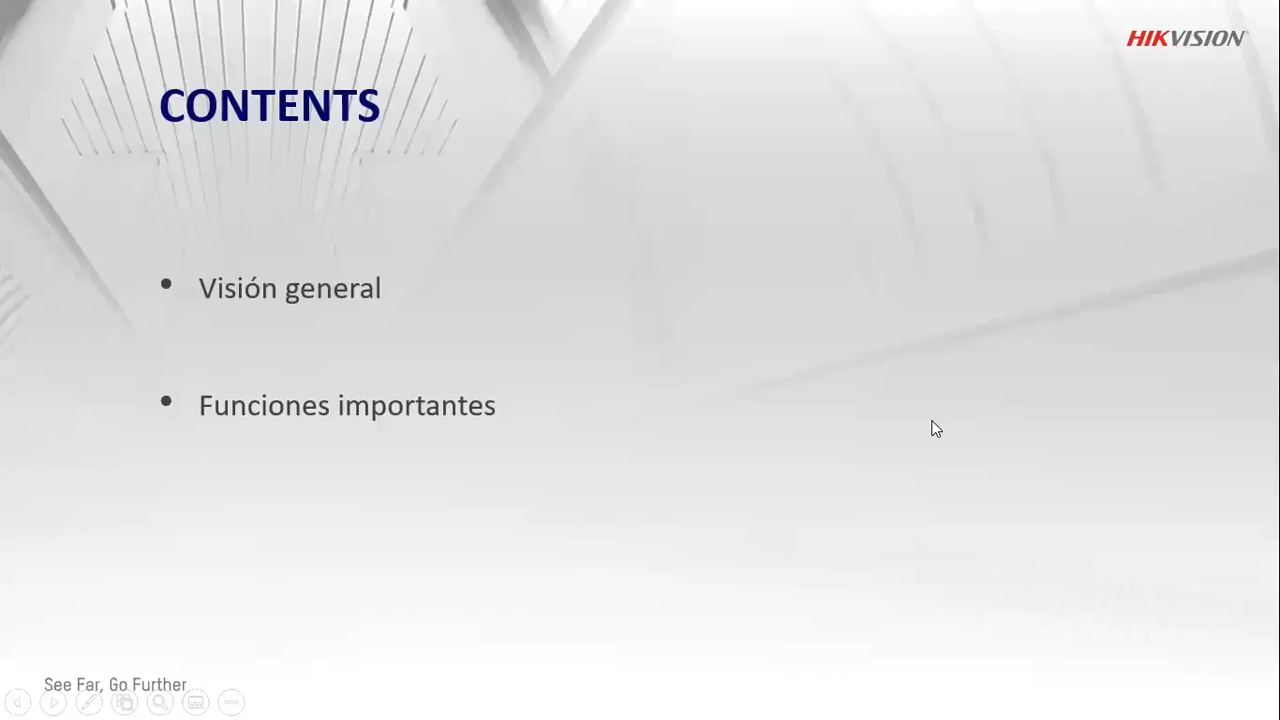 HIKVISION
CONTENTS
• Visión general
• Funciones importantes
See Far, Go Further